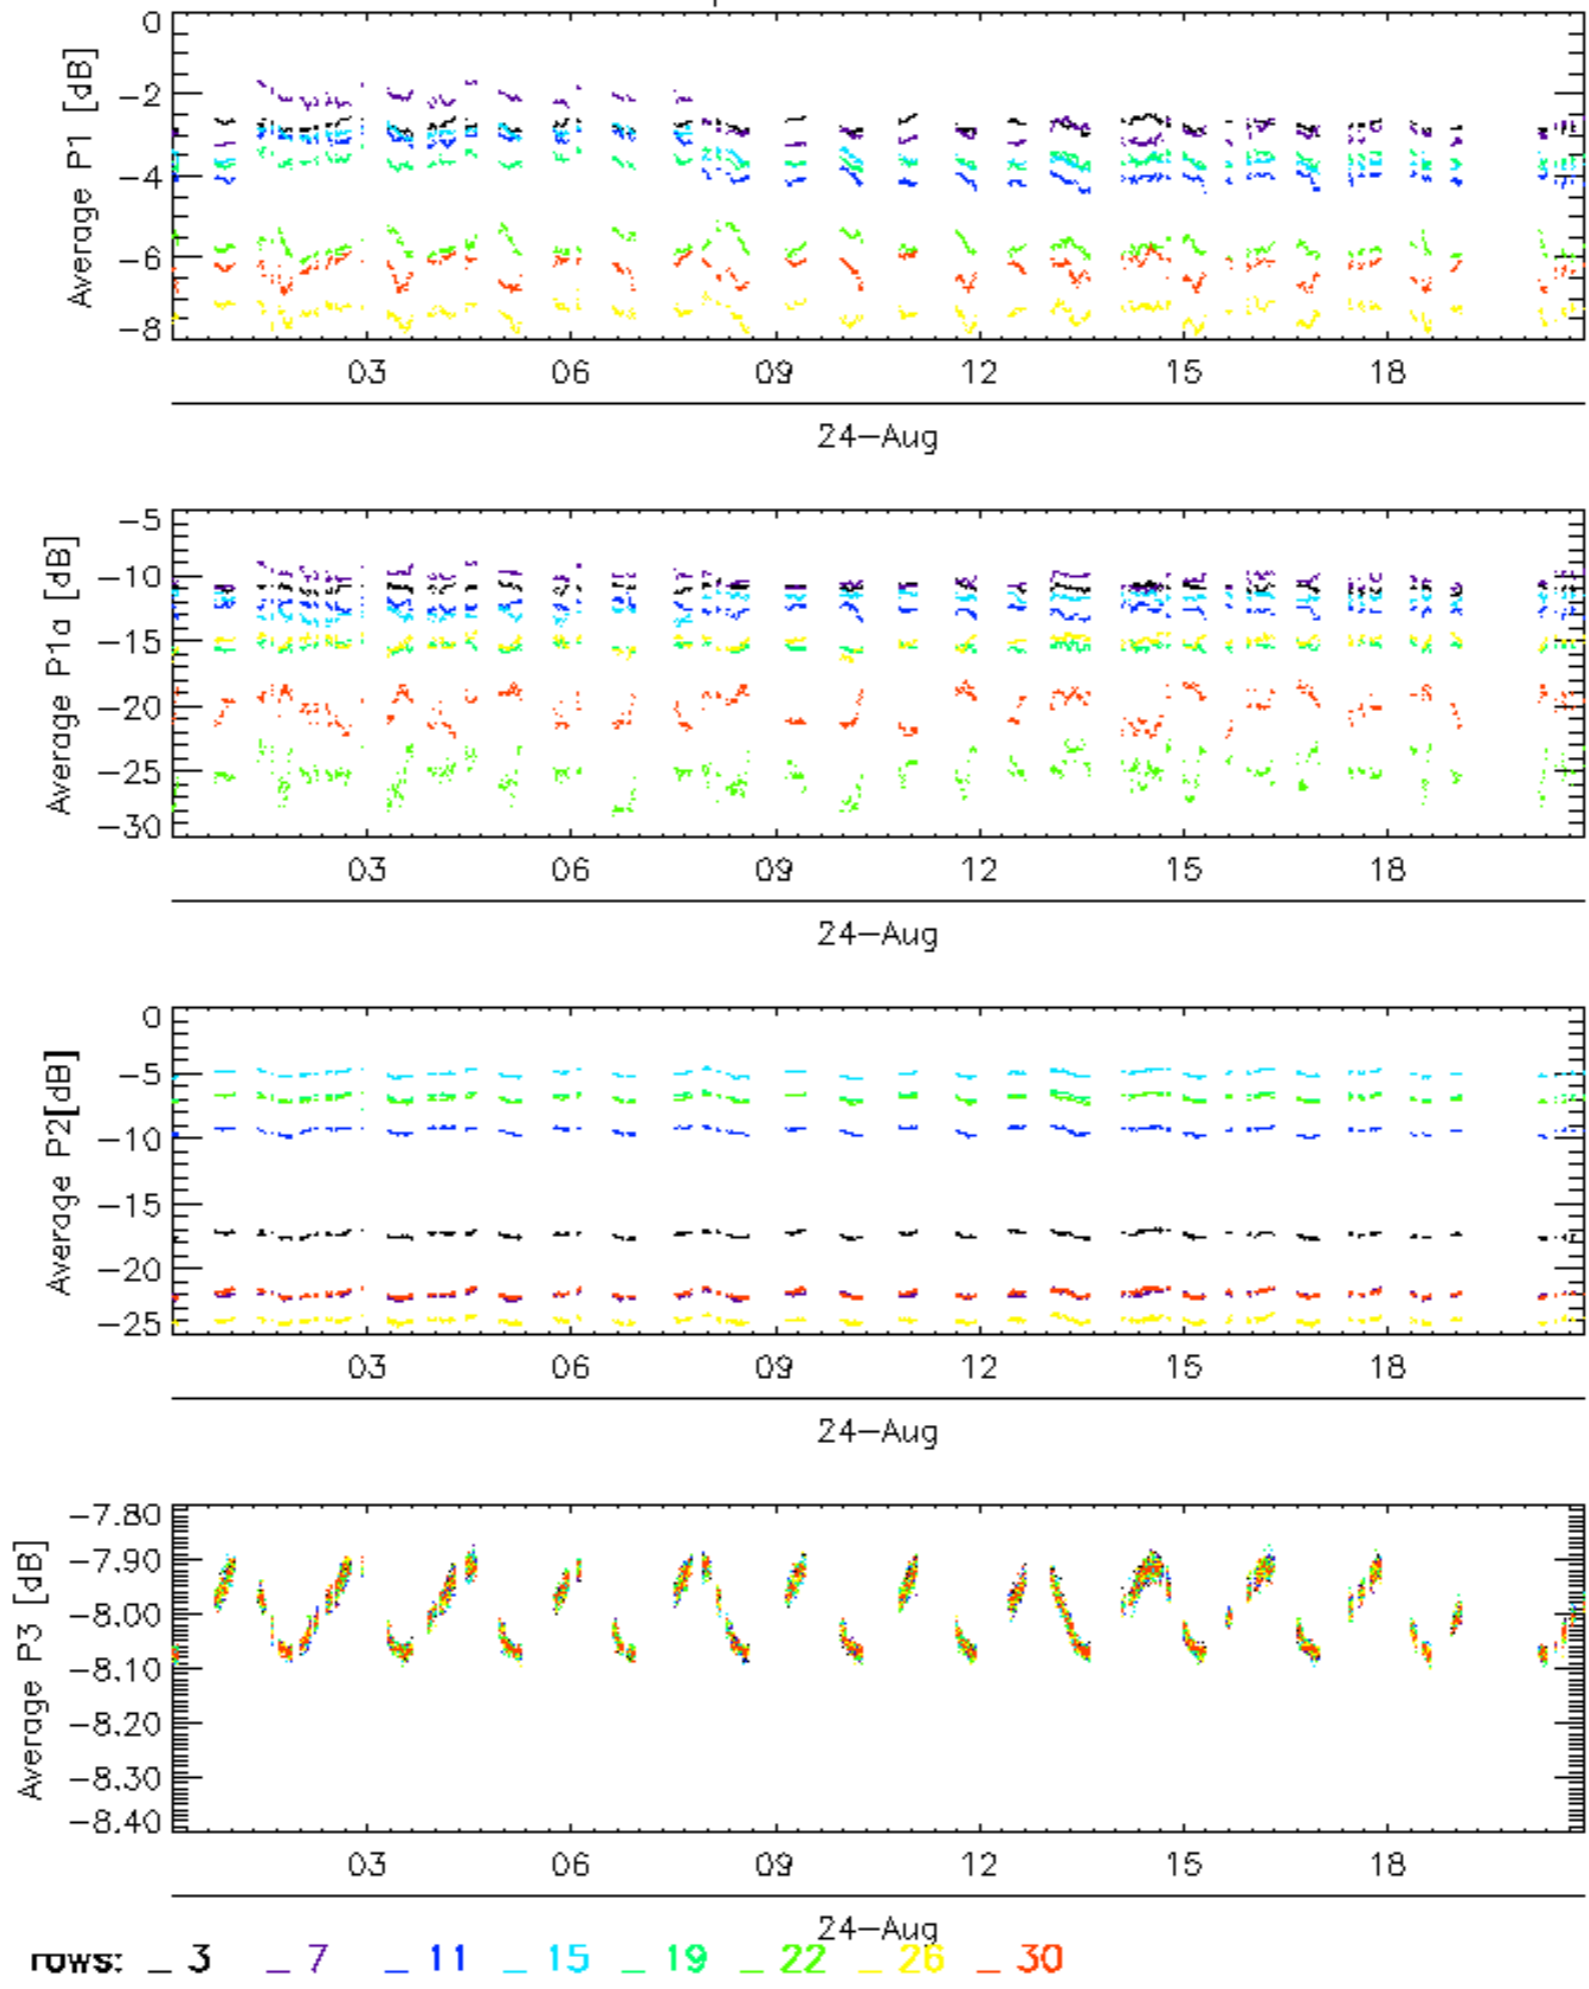 0
−2
−4
−6
−8
Average P1 [dB]
03 06 09 12 15 18
24−Aug
−5
−10
−15
−20
−25
−30
Average P1a [dB]
03 06 09 12 15 18
24−Aug
0
−5
−10
−15
−20
−25
Average P2[dB]
03 06 09 12 15 18
24−Aug
−7.80
−7.90
−8.00
−8.10
−8.20
−8.30
−8.40
Average P3 [dB]
03 06 09 12 15 18
24−Aug
rows: _ 3 _ 7 _ 11 _ 15 _ 19 _ 22 _ 26 _ 30